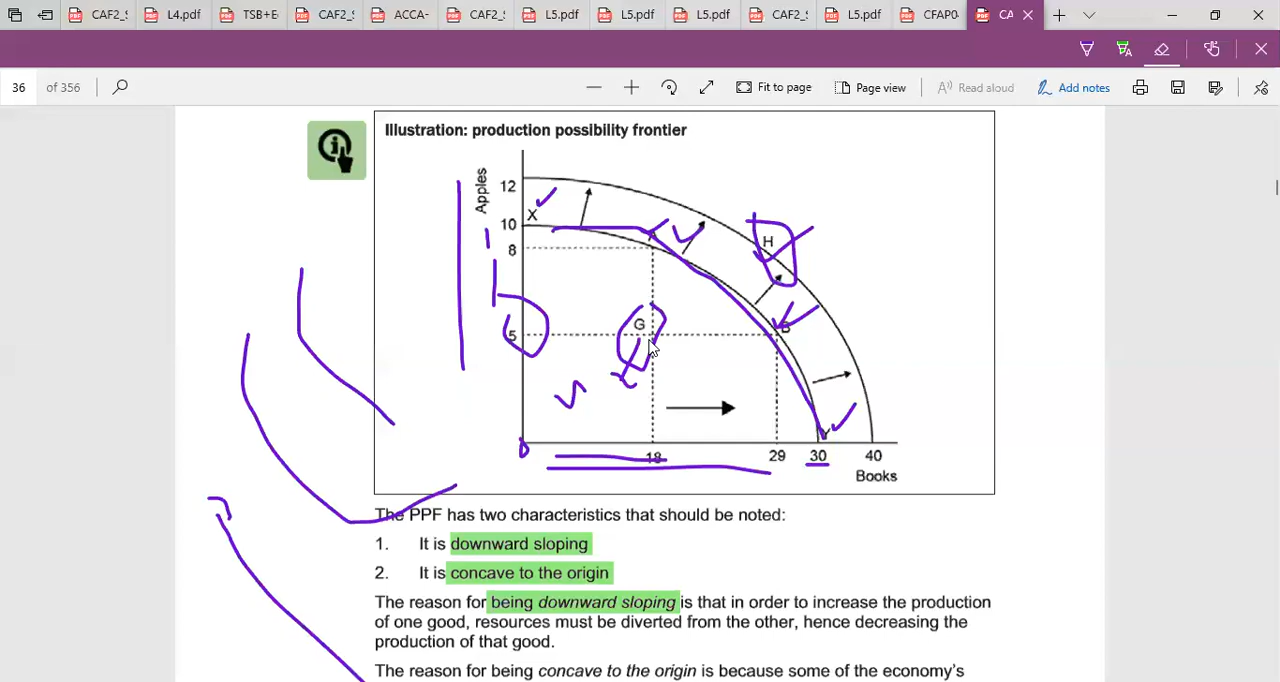 CAF2_S
L4.pdf
TSB+E
CAF2_S
ACCA-
CAF2_S
L5.pdf
L5.pdf
L5.pdf
CAF2_S
L5.pdf
CFAP0
CA
36 of 356
Fit to page
Page view
Read aloud
Add notes
Illustration: production possibility frontier
Apples
12
10
8
5
X
A
H
G
B
Y
18
29
30
40
Books
The PPF has two characteristics that should be noted:
1. It is downward sloping
2. It is concave to the origin
The reason for being downward sloping is that in order to increase the production
of one good, resources must be diverted from the other, hence decreasing the
production of that good.
The reason for being concave to the origin is because some of the economy's